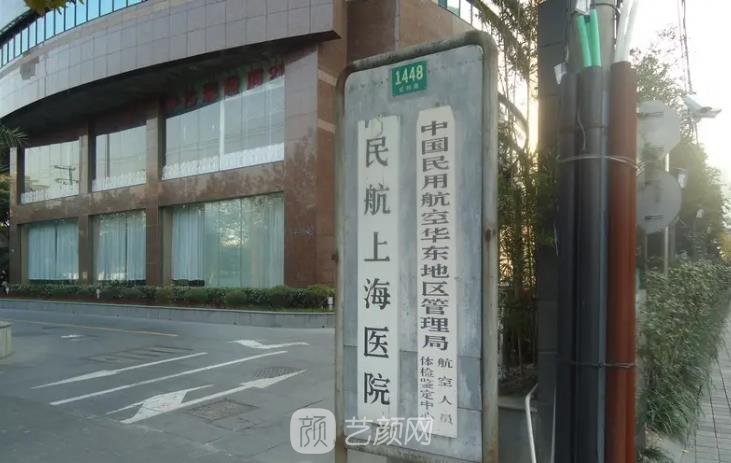 1448
民航上海医院
中国民用航空华东地区管理局
航空人员
体检鉴定中心
颜 艺颜网